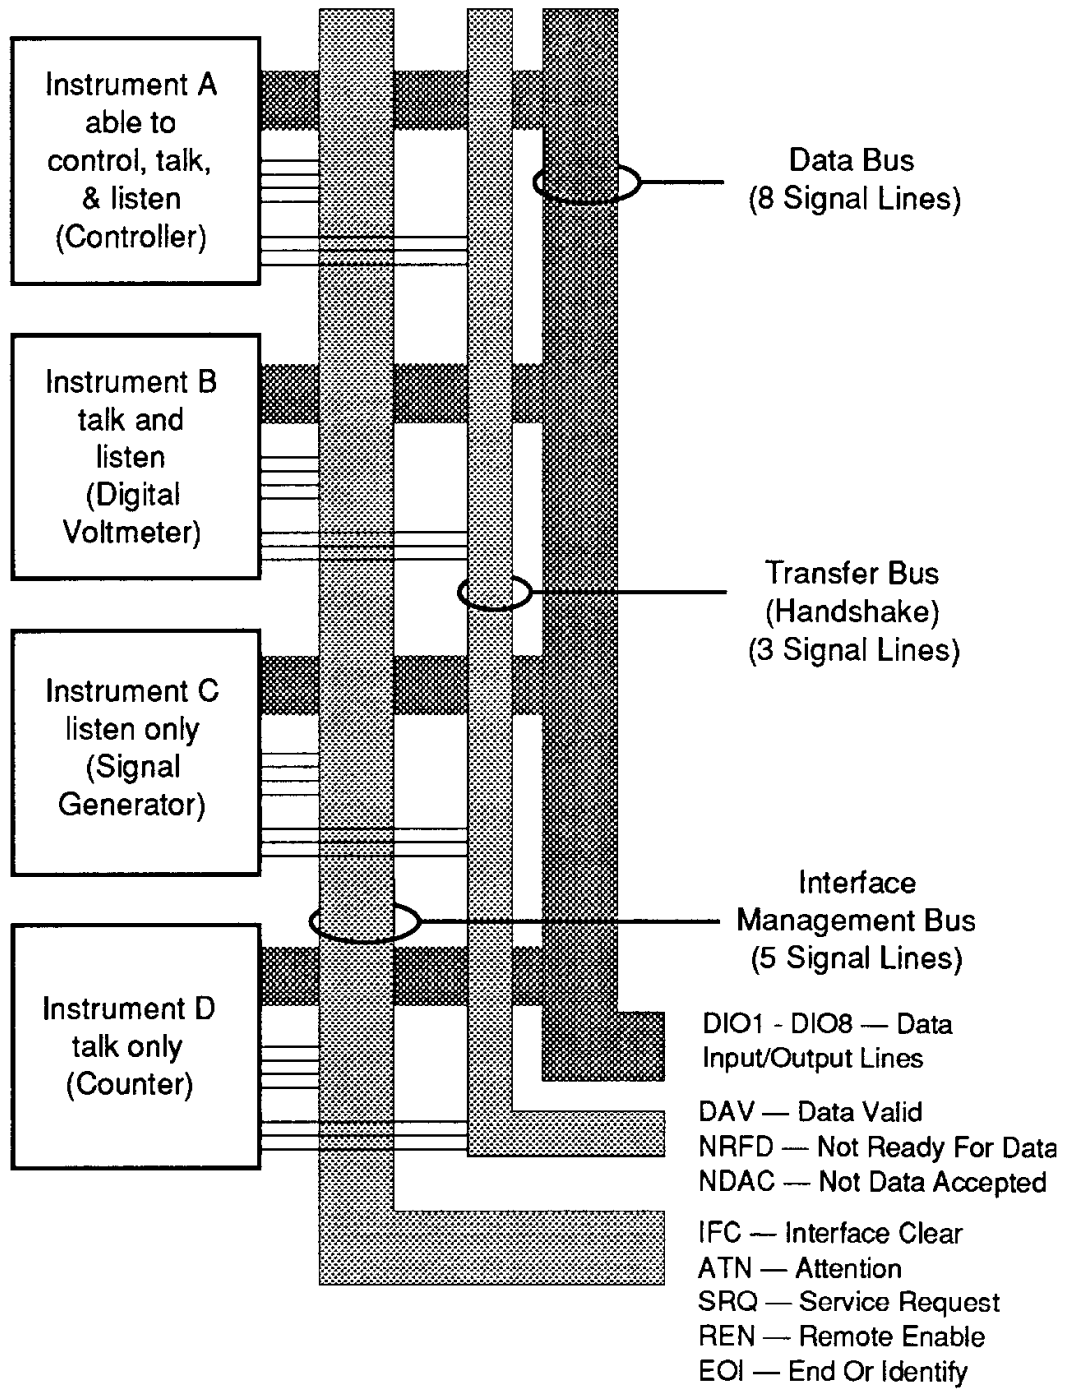 Instrument A
able to
control, talk,
& listen
(Controller)
Data Bus
(8 Signal Lines)
Instrument B
talk and
listen
(Digital
Voltmeter)
Transfer Bus
(Handshake)
(3 Signal Lines)
Instrument C
listen only
(Signal
Generator)
Interface
Management Bus
(5 Signal Lines)
Instrument D
talk only
(Counter)
DIO1 - DIO8 — Data
Input/Output Lines
DAV — Data Valid
NRFD — Not Ready For Data
NDAC — Not Data Accepted
IFC — Interface Clear
ATN — Attention
SRQ — Service Request
REN — Remote Enable
EOI — End Or Identify